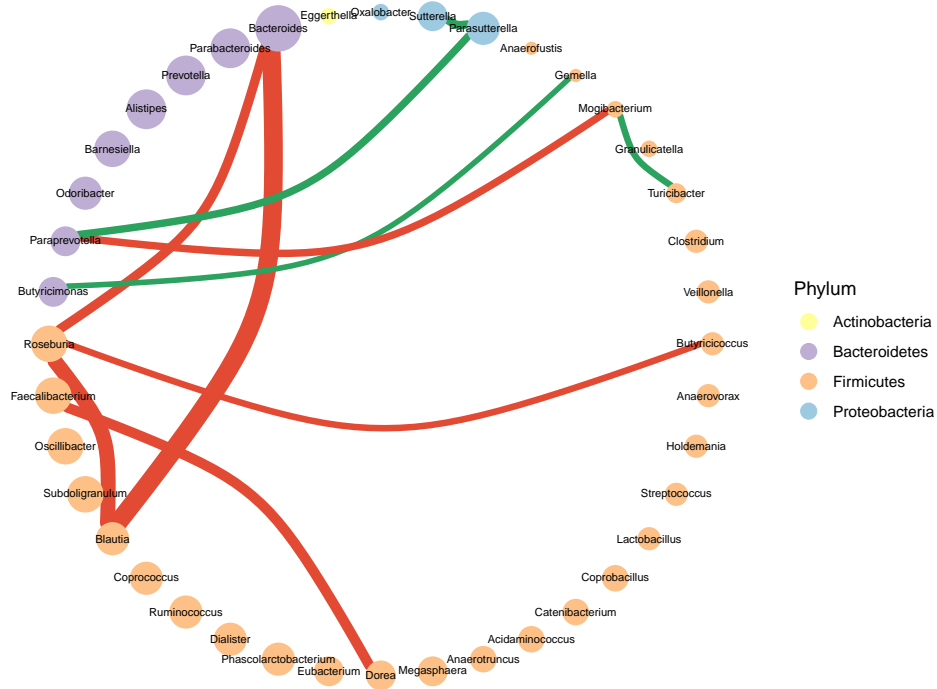 Eggerthella
Oxalobacter
Sutterella
Parasutterella
Bacteroides
Anaerofustis
Parabacteroides
Gemella
Prevotella
Mogibacterium
Alistipes
Granulicatella
Barnesiella
Turicibacter
Odoribacter
Clostridium
Paraprevotella
Veillonella
Butyricimonas
Butyricicoccus
Roseburia
Anaerovorax
Faecalibacterium
Holdemania
Oscillibacter
Streptococcus
Subdoligranulum
Lactobacillus
Blautia
Coprobacillus
Coprococcus
Catenibacterium
Ruminococcus
Acidaminococcus
Dialister
Anaerotruncus
Phascolarctobacterium
Megasphaera
Eubacterium
Dorea
Phylum
Actinobacteria
Bacteroidetes
Firmicutes
Proteobacteria